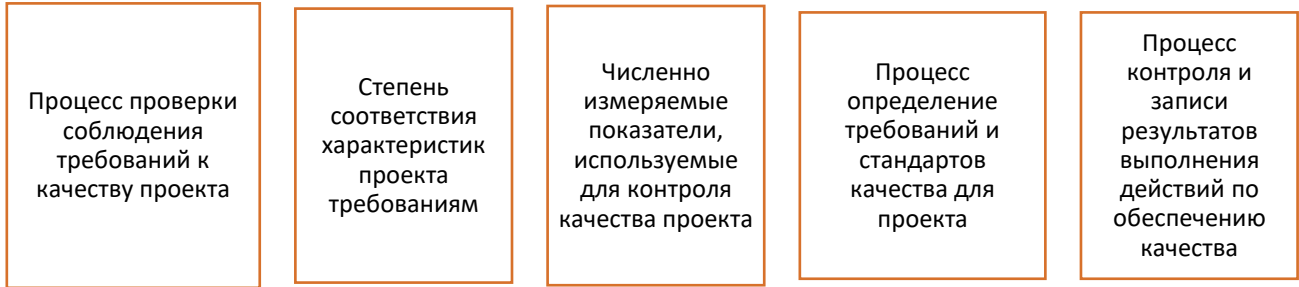 Процесс проверки
соблюдения
требований к
качеству проекта
Степень
соответствия
характеристик
проекта
требованиям
Численно
измеряемые
показатели,
используемые
для контроля
качества проекта
Процесс
определение
требований и
стандартов
качества для
проекта
Процесс
контроля и
записи
результатов
выполнения
действий по
обеспечению
качества